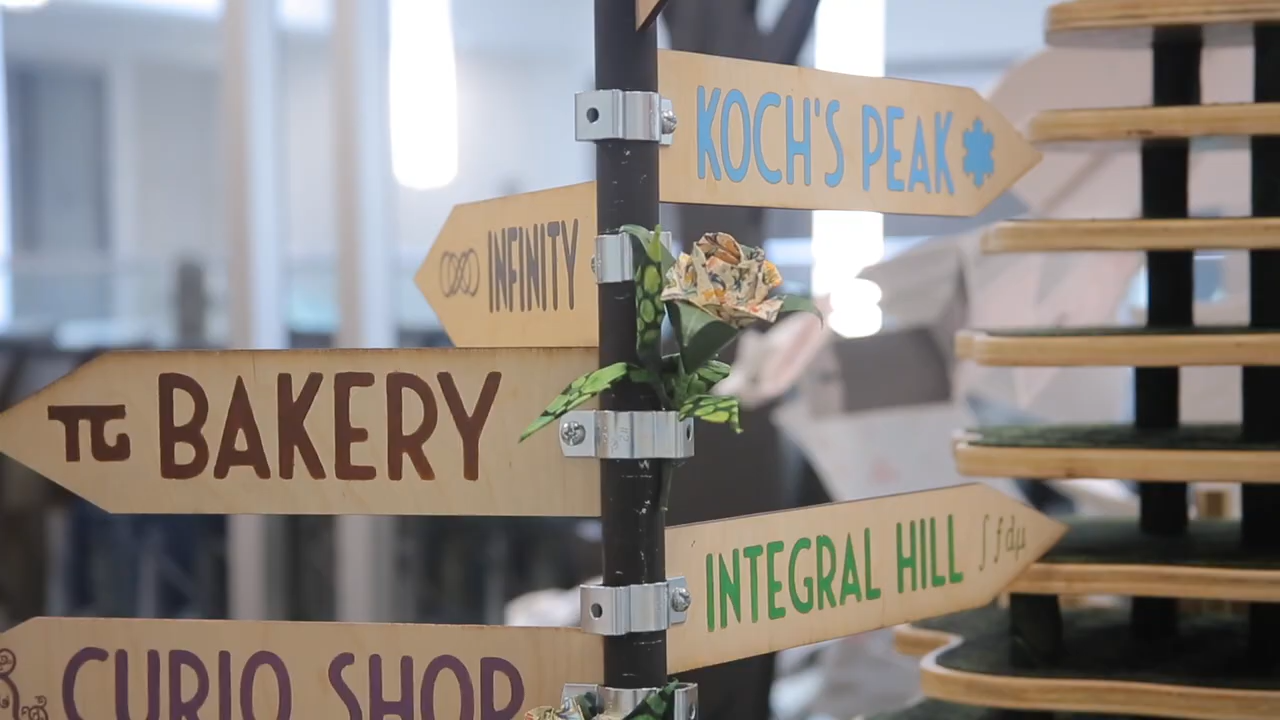 KOCH'S PEAK
INFINITY
π BAKERY
INTEGRAL HILL ∫ f dμ
CURIO SHOP